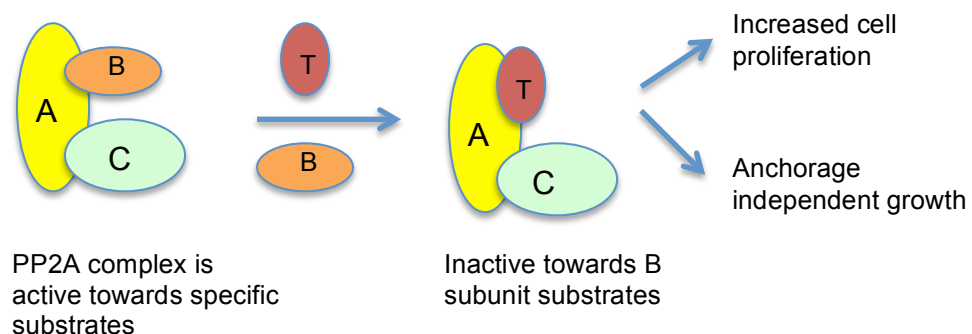 A
B
C
T
B
A
T
C
Increased cell
proliferation
Anchorage
independent growth
PP2A complex is
active towards specific
substrates
Inactive towards B
subunit substrates